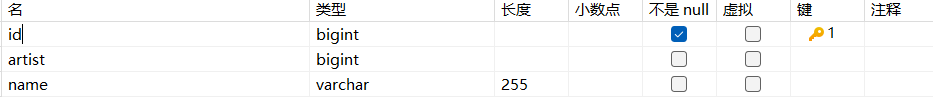 名 类型 长度 小数点 不是 null 虚拟 键 注释
id bigint 1
artist bigint
name varchar 255